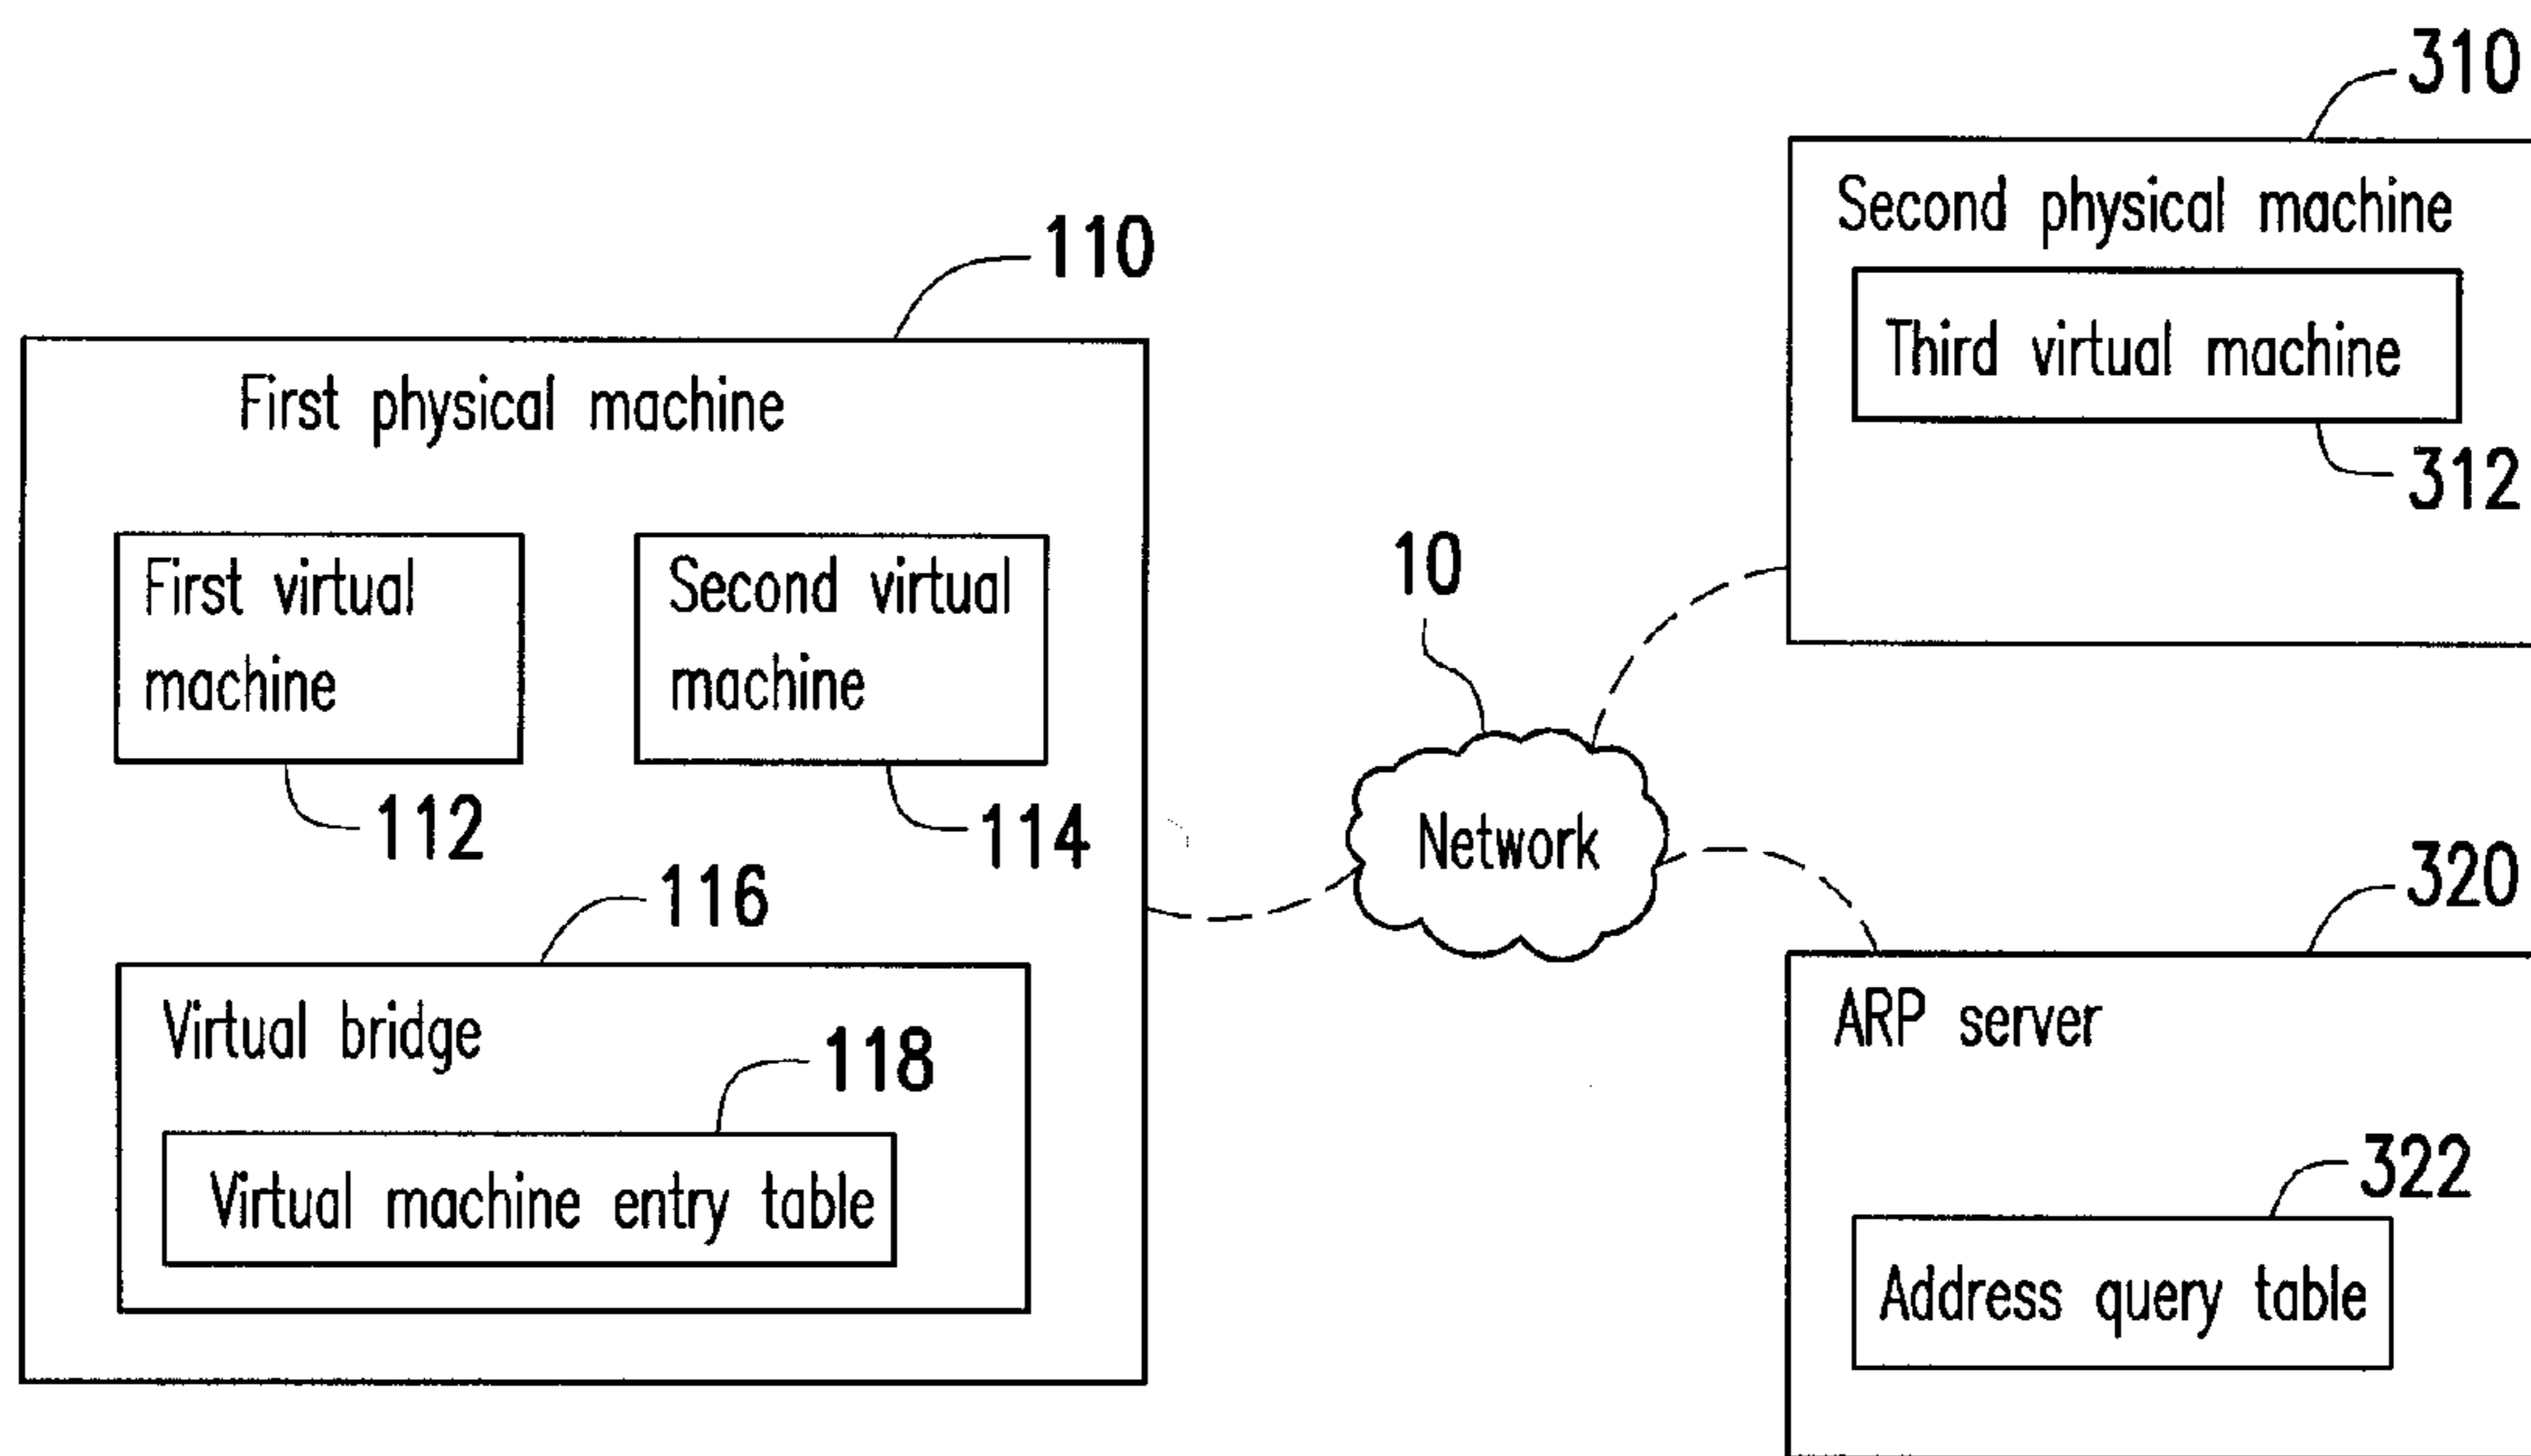 310
Second physical machine
Third virtual machine
312
110
First physical machine
First virtual
machine
112
Second virtual
machine
114
116
Virtual bridge
118
Virtual machine entry table
10
Network
320
ARP server
322
Address query table